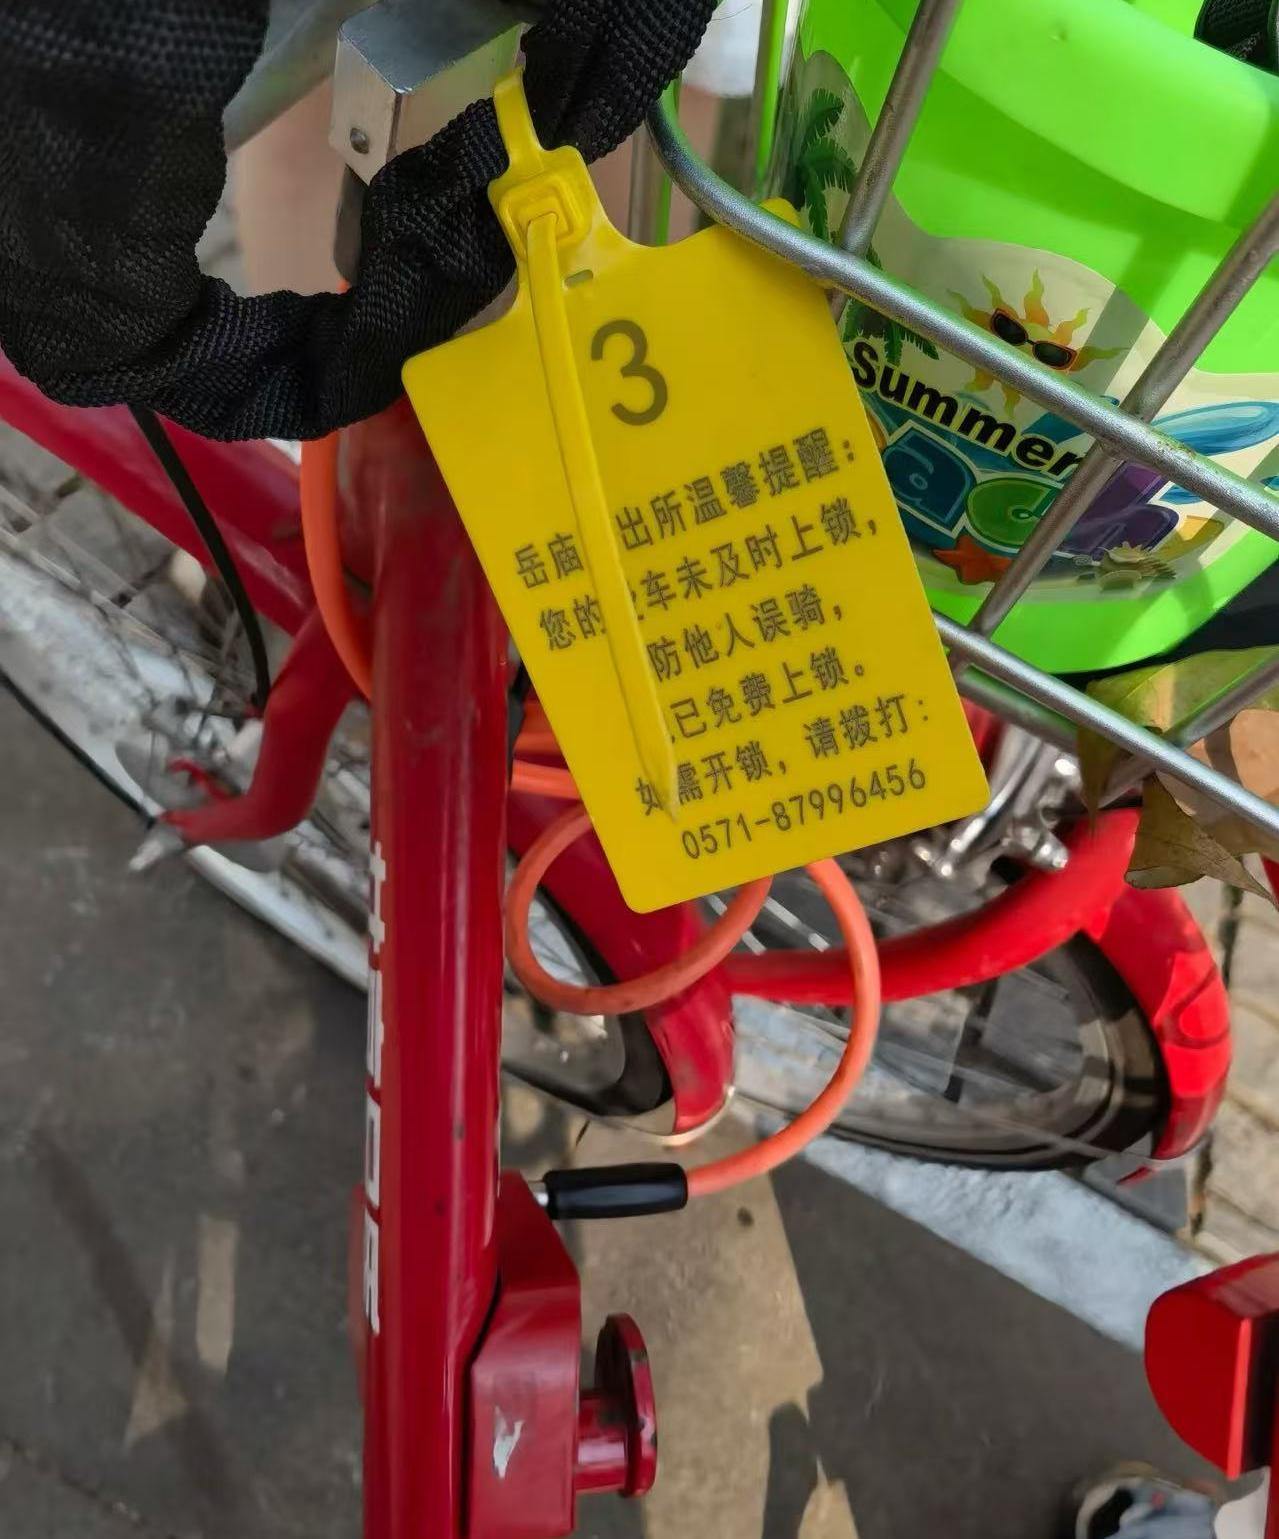 3
岳庙 出所温馨提醒：
您的 车未及时上锁，
防他人误骑，
已免费上锁。
如需开锁，请拨打：
0571-87996456
Summer